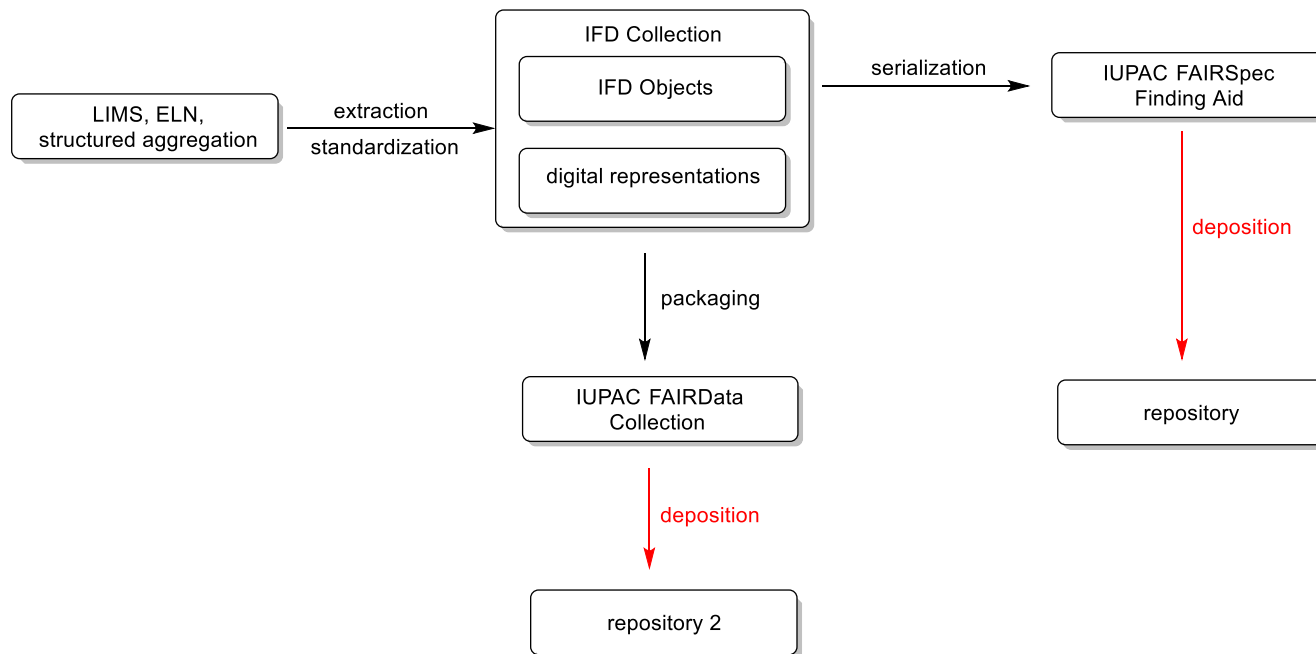 IFD Collection
IFD Objects
digital representations
LIMS, ELN,
structured aggregation
extraction
standardization
serialization
IUPAC FAIRSpec
Finding Aid
deposition
repository
packaging
IUPAC FAIRData
Collection
deposition
repository 2